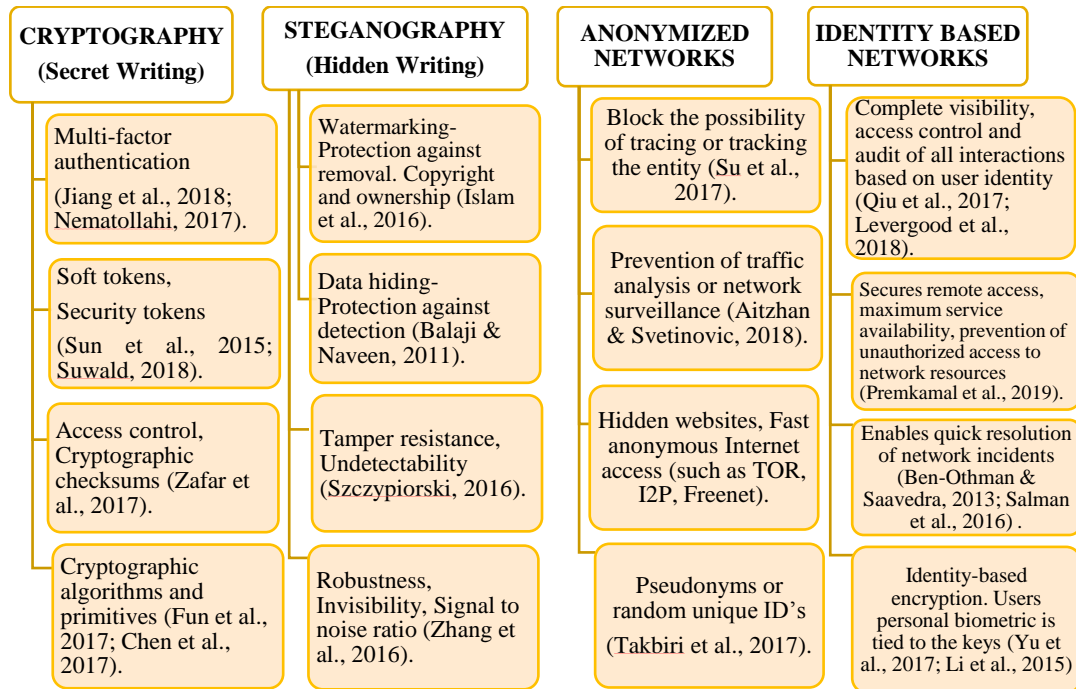 CRYPTOGRAPHY
(Secret Writing)
Multi-factor
authentication
(Jiang et al., 2018;
Nematollahi, 2017).
Soft tokens,
Security tokens
(Sun et al., 2015;
Suwald, 2018).
Access control,
Cryptographic
checksums (Zafar
et al., 2017).
Cryptographic
algorithms and
primitives (Fun et al.,
2017; Chen et al.,
2017).
STEGANOGRAPHY
(Hidden Writing)
Watermarking-
Protection against
removal. Copyright
and ownership (Islam
et al., 2016).
Data hiding-
Protection against
detection (Balaji &
Naveen, 2011).
Tamper resistance,
Undetectability
(Szczypiorski, 2016).
Robustness,
Invisibility, Signal to
noise ratio (Zhang et
al., 2016).
ANONYMIZED
NETWORKS
Block the possibility
of tracing or tracking
the entity (Su et al.,
2017).
Prevention of traffic
analysis or network
surveillance (Aitzhan
& Svetinovic, 2018).
Hidden websites, Fast
anonymous Internet
access (such as TOR,
I2P, Freenet).
Pseudonyms or
random unique ID's
(Takbiri et al., 2017).
IDENTITY BASED
NETWORKS
Complete visibility,
access control and
audit of all interactions
based on user identity
(Qiu et al., 2017;
Levergood et al.,
2018).
Secures remote access,
maximum service
availability, prevention of
unauthorized access to
network resources
(Premkamal et al., 2019).
Enables quick resolution
of network incidents
(Ben-Othman &
Saavedra, 2013; Salman
et al., 2016) .
Identity-based
encryption. Users
personal biometric is
tied to the keys (Yu et
al., 2017; Li et al., 2015)